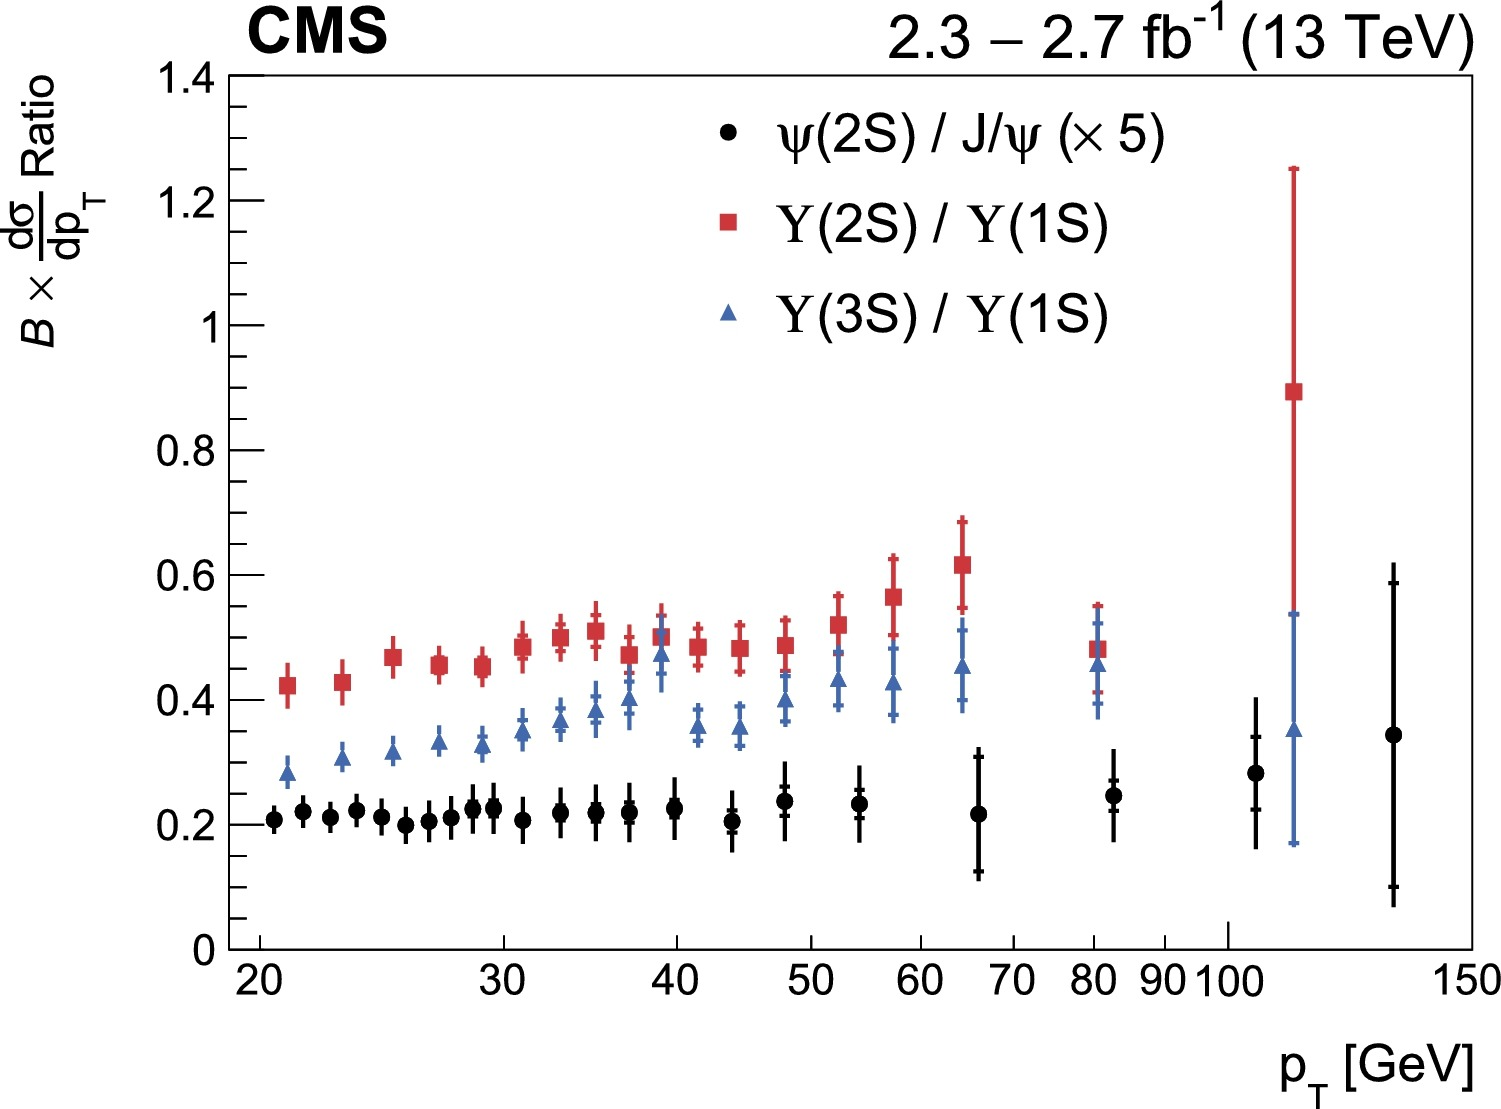 CMS 2.3 – 2.7 fb⁻¹ (13 TeV)
B × dσ/dp_T Ratio
1.4
1.2
1
0.8
0.6
0.4
0.2
0
ψ(2S) / J/ψ (× 5)
ϒ(2S) / ϒ(1S)
ϒ(3S) / ϒ(1S)
20 30 40 50 60 70 80 90 100 150
p_T [GeV]